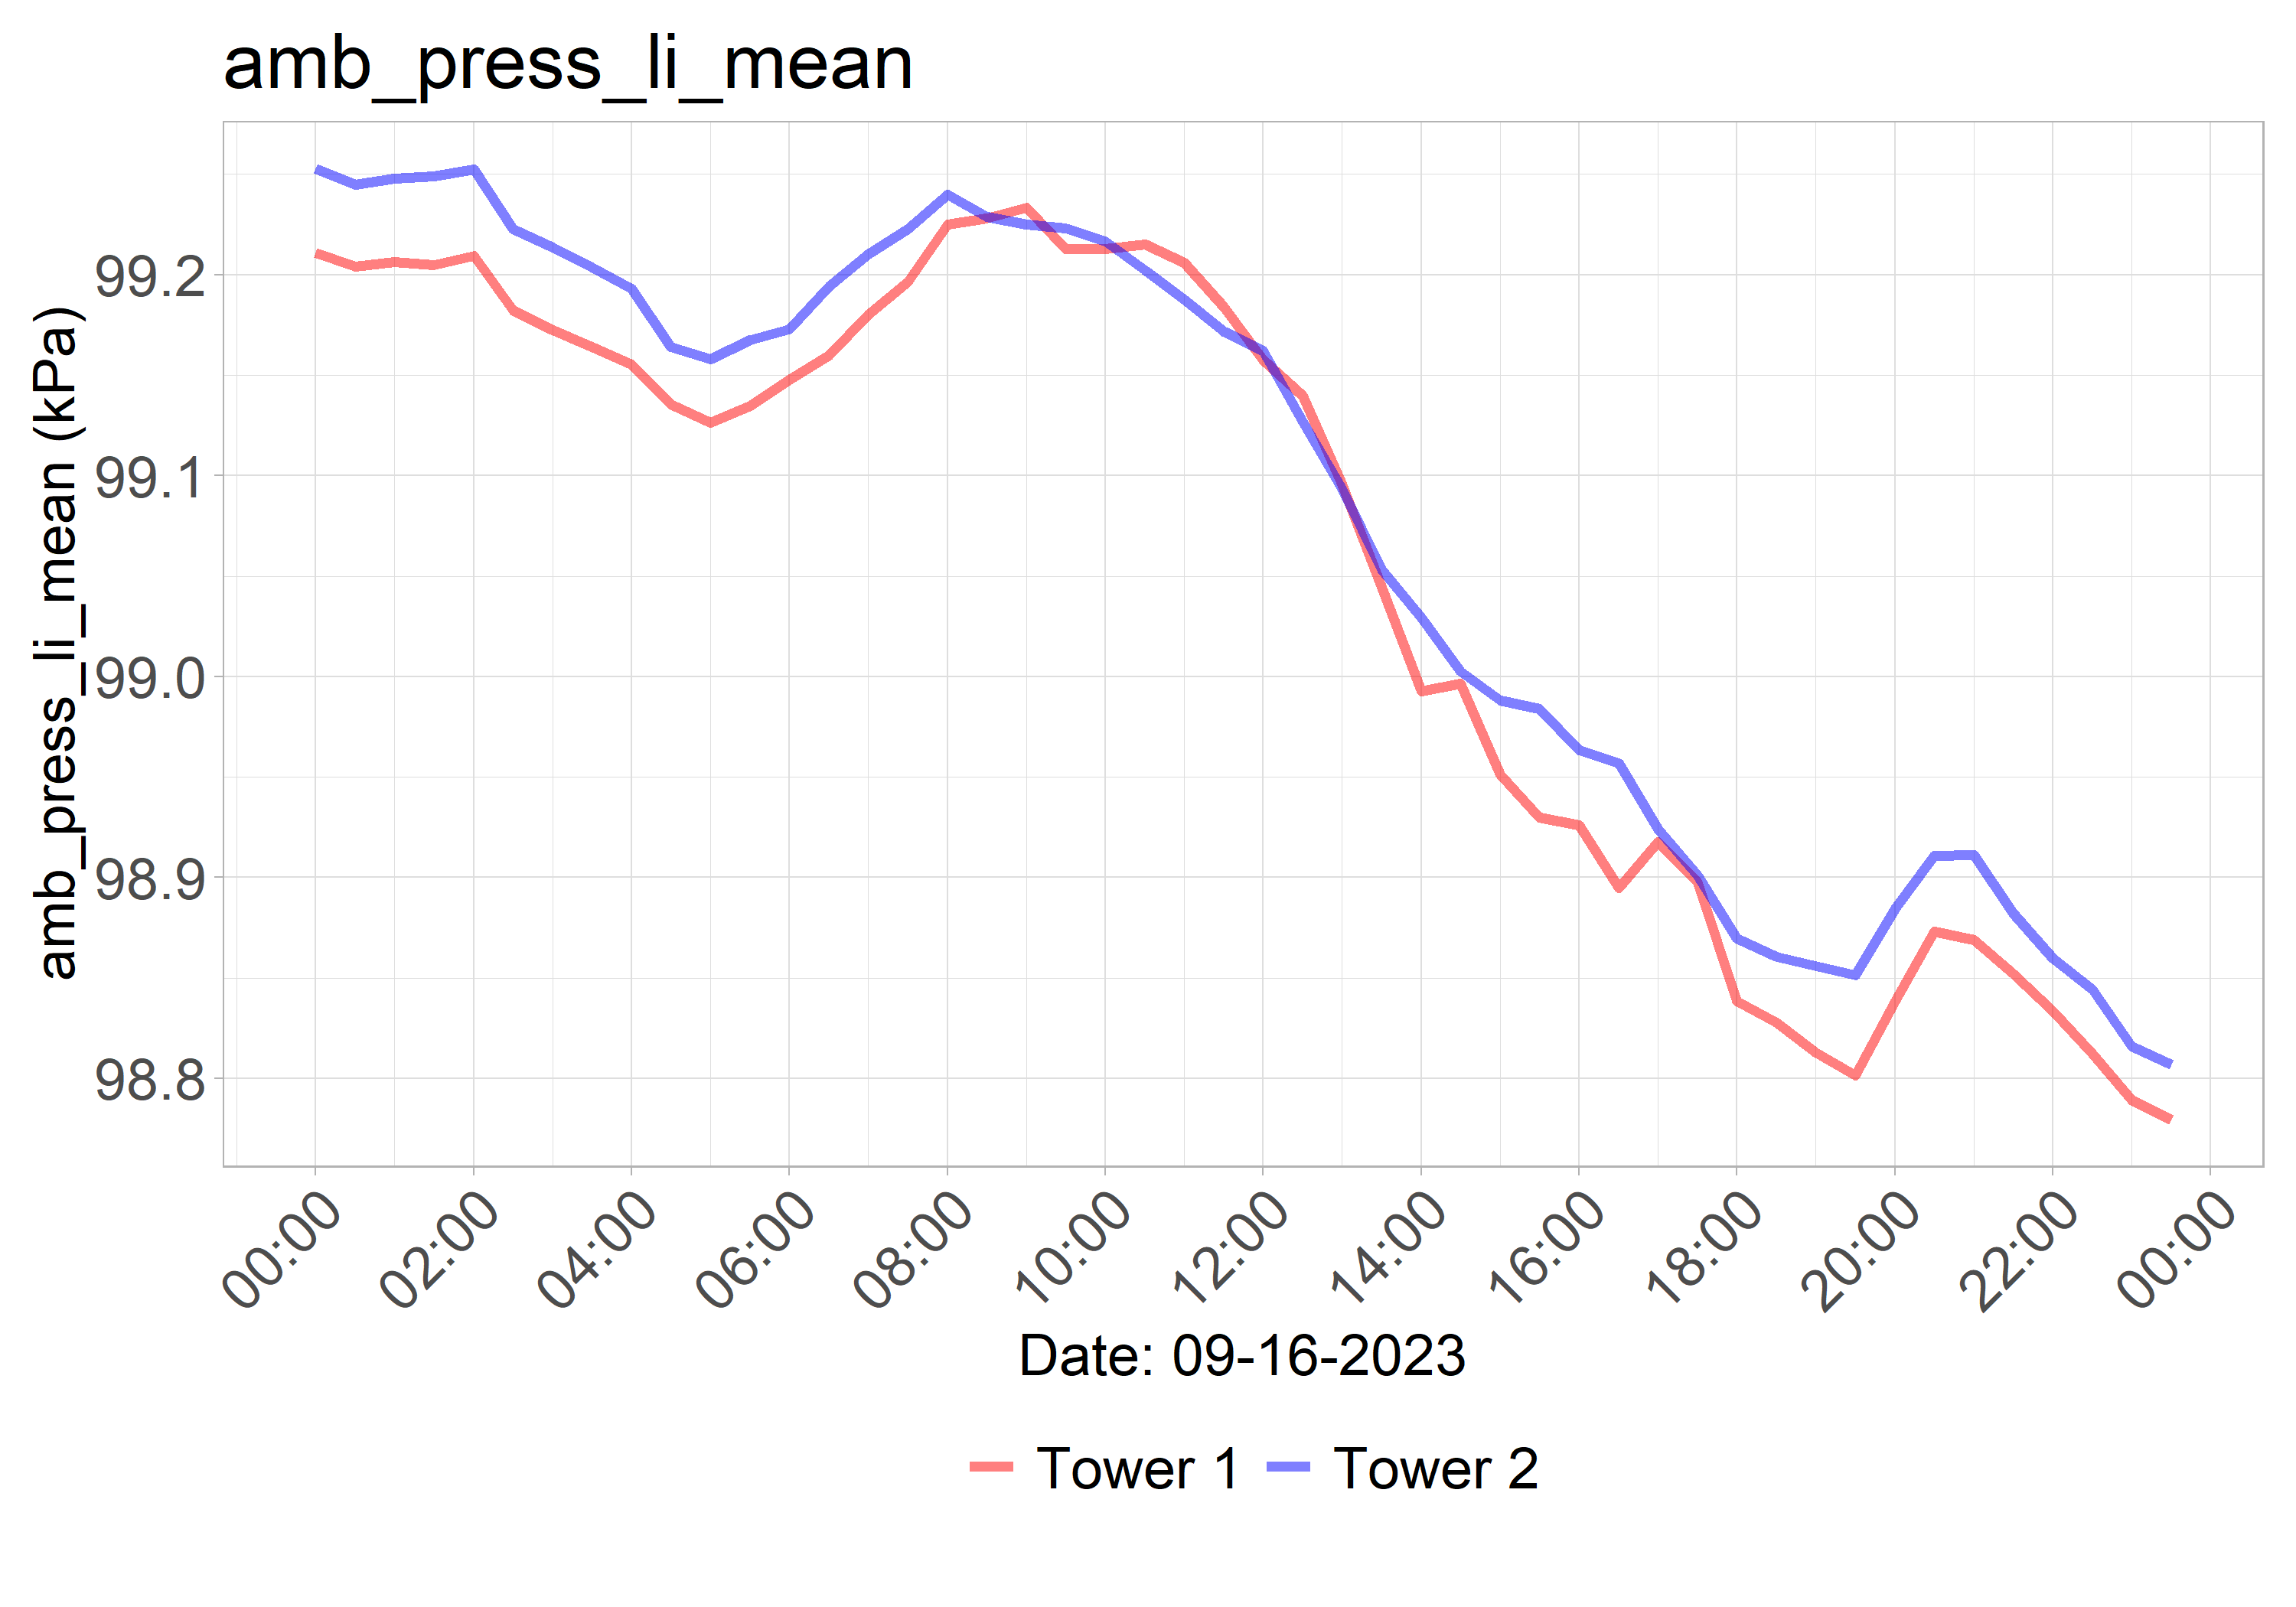 amb_press_li_mean
amb_press_li_mean (kPa)
99.2
99.1
99.0
98.9
98.8
00:00 02:00 04:00 06:00 08:00 10:00 12:00 14:00 16:00 18:00 20:00 22:00 00:00
Date: 09-16-2023
Tower 1 Tower 2